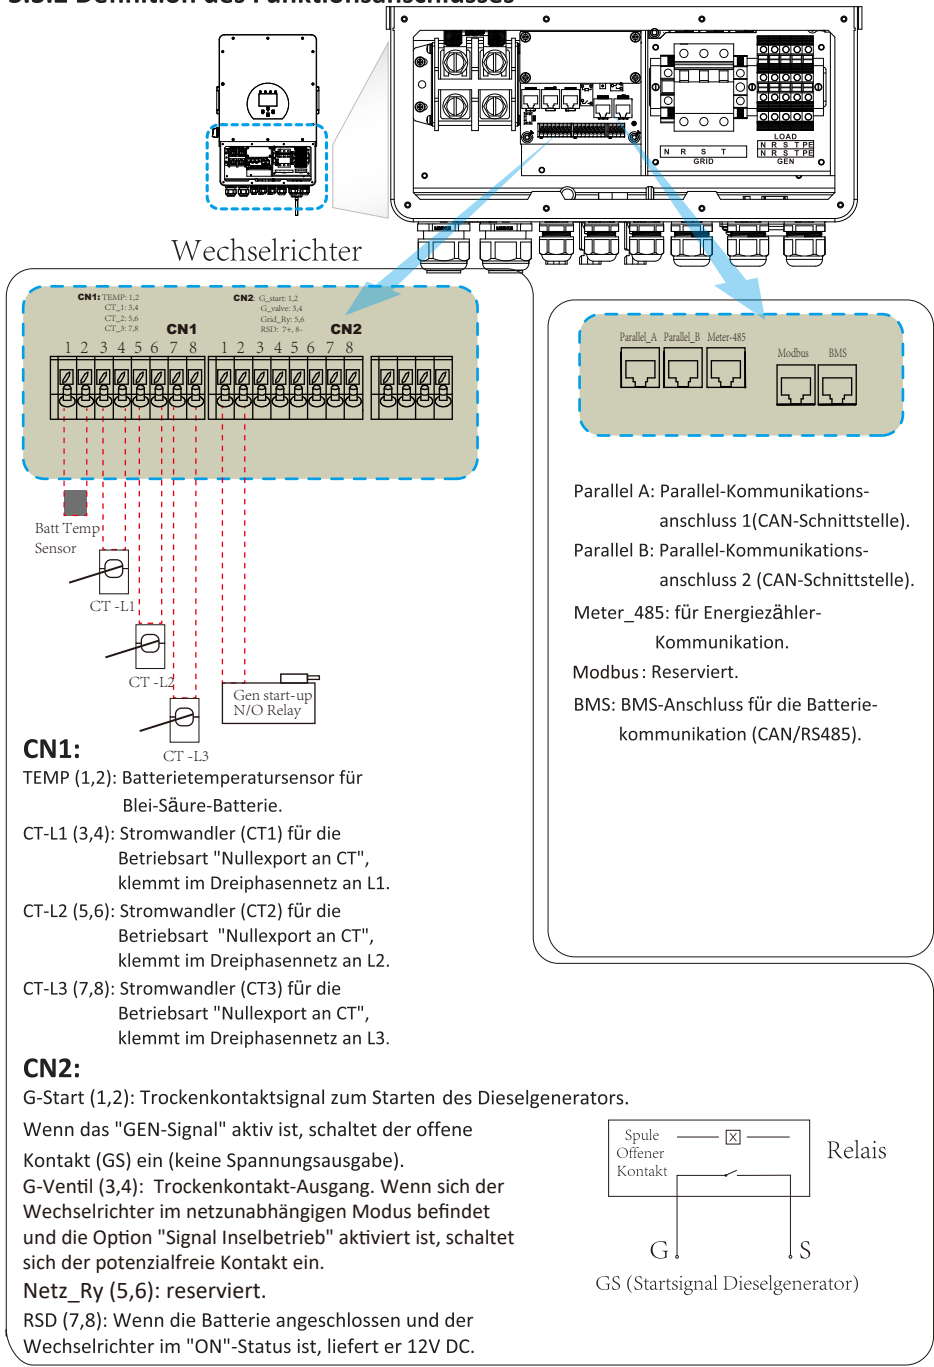 5.3.2 Definition des Funktionsanschlusses
LOAD
N R S T PE
N R S T PE
GEN
N R S T
GRID
Wechselrichter
CN1: TEMP: 1,2
CT_1: 3,4
CT_2: 5,6
CT_3: 7,8
CN1
CN2: G_start: 1,2
G_valve: 3,4
Grid_Ry: 5,6
RSD: 7+, 8-
CN2
1 2 3 4 5 6 7 8
1 2 3 4 5 6 7 8
Batt Temp
Sensor
CT -L1
CT -L2
CT -L3
Gen start-up
N/O Relay
Parallel_A Parallel_B Meter-485
Modbus BMS
Parallel A: Parallel-Kommunikations-
anschluss 1(CAN-Schnittstelle).
Parallel B: Parallel-Kommunikations-
anschluss 2 (CAN-Schnittstelle).
Meter_485: für Energiezähler-
Kommunikation.
Modbus : Reserviert.
BMS: BMS-Anschluss für die Batterie-
kommunikation (CAN/RS485).
CN1:
TEMP (1,2): Batterietemperatursensor für
Blei-Säure-Batterie.
CT-L1 (3,4): Stromwandler (CT1) für die
Betriebsart "Nullexport an CT",
klemmt im Dreiphasennetz an L1.
CT-L2 (5,6): Stromwandler (CT2) für die
Betriebsart "Nullexport an CT",
klemmt im Dreiphasennetz an L2.
CT-L3 (7,8): Stromwandler (CT3) für die
Betriebsart "Nullexport an CT",
klemmt im Dreiphasennetz an L3.
CN2:
G-Start (1,2): Trockenkontaktsignal zum Starten des Dieselgenerators.
Wenn das "GEN-Signal" aktiv ist, schaltet der offene
Kontakt (GS) ein (keine Spannungsausgabe).
G-Ventil (3,4): Trockenkontakt-Ausgang. Wenn sich der
Wechselrichter im netzunabhängigen Modus befindet
und die Option "Signal Inselbetrieb" aktiviert ist, schaltet
sich der potenzialfreie Kontakt ein.
Netz_Ry (5,6): reserviert.
RSD (7,8): Wenn die Batterie angeschlossen und der
Wechselrichter im "ON"-Status ist, liefert er 12V DC.
Spule
X
Offener
Kontakt
Relais
G
S
GS (Startsignal Dieselgenerator)